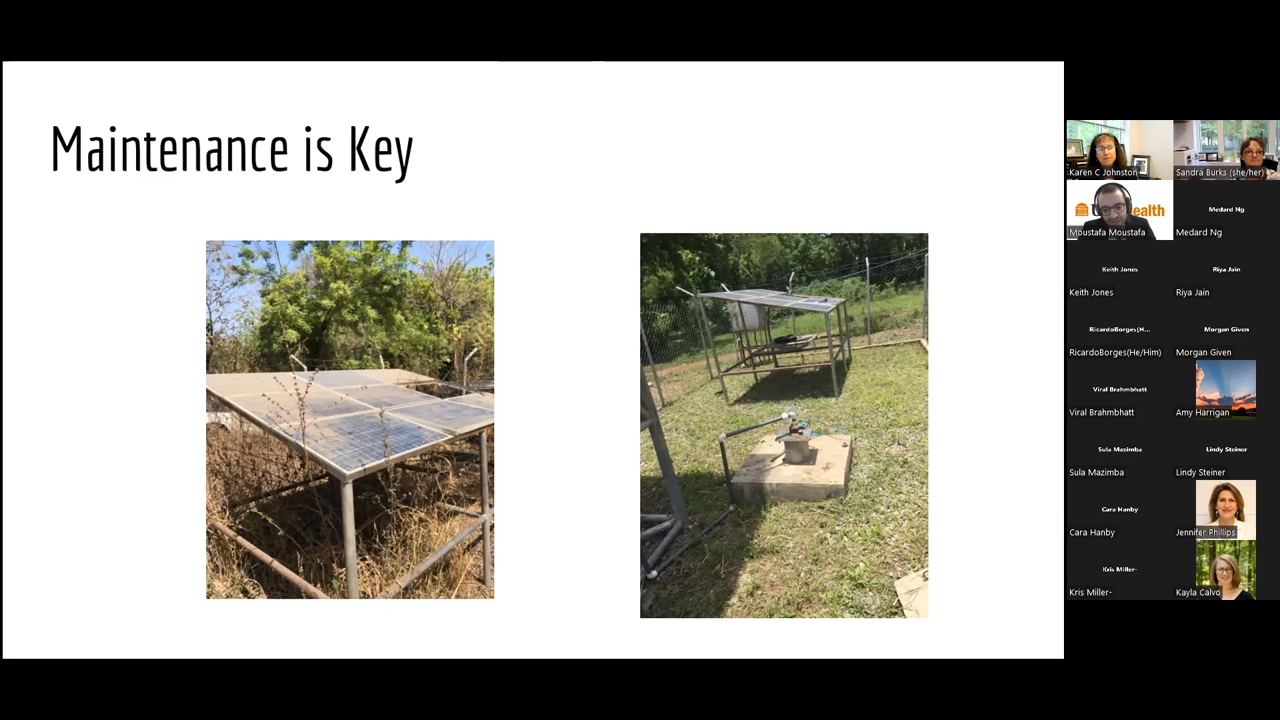 Maintenance is Key
Karen C Johnston
Sandra Burks (she/her)
ealth
Moustafa Moustafa
Medard Ng
Medard Ng
Keith Jones
Riya Jain
Keith Jones
Riya Jain
RicardoBorges(H...
Morgan Given
RicardoBorges(He/Him)
Morgan Given
Viral Brahmbhatt
Viral Brahmbhatt
Amy Harrigan
Sula Mazimba
Lindy Steiner
Sula Mazimba
Lindy Steiner
Cara Hanby
Cara Hanby
Jennifer Phillips
Kris Miller-
Kris Miller-
Kayla Calvo